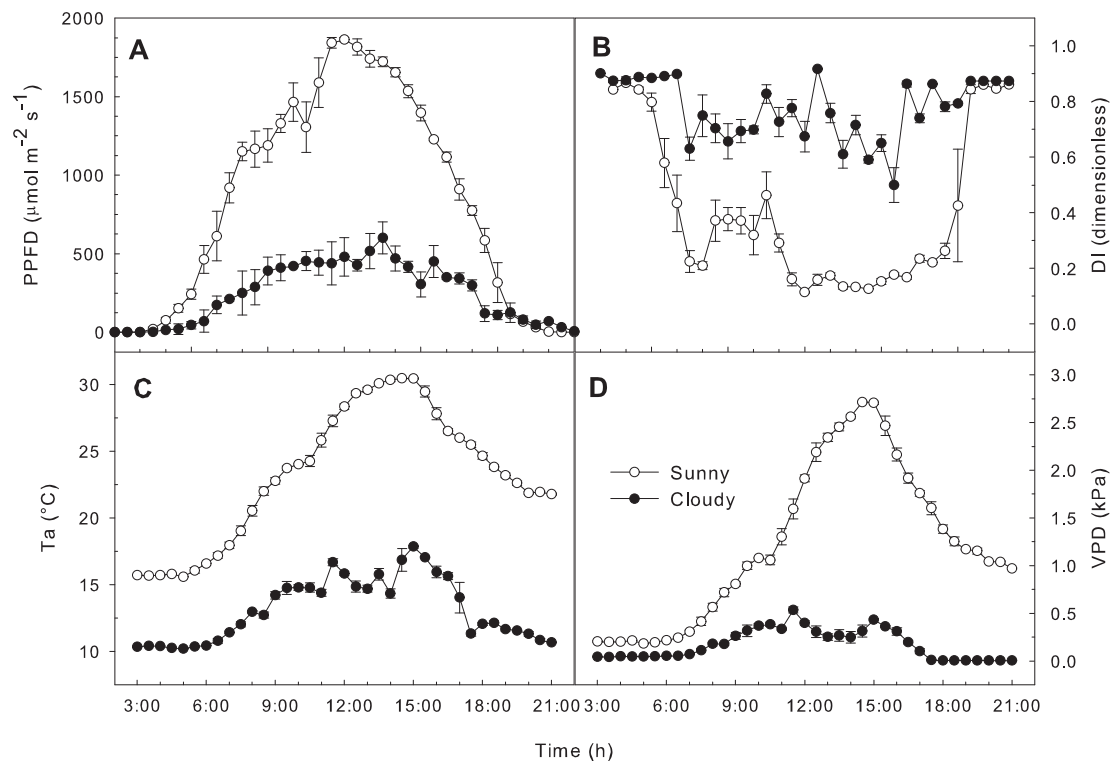 A
PPFD (μmol m⁻² s⁻¹)
2000
1500
1000
500
0
B
DI (dimensionless)
1.0
0.8
0.6
0.4
0.2
0.0
C
Ta (°C)
30
25
20
15
10
D
Sunny
Cloudy
VPD (kPa)
3.0
2.5
2.0
1.5
1.0
0.5
0.0
3:00 6:00 9:00 12:00 15:00 18:00 21:00
3:00 6:00 9:00 12:00 15:00 18:00 21:00
Time (h)